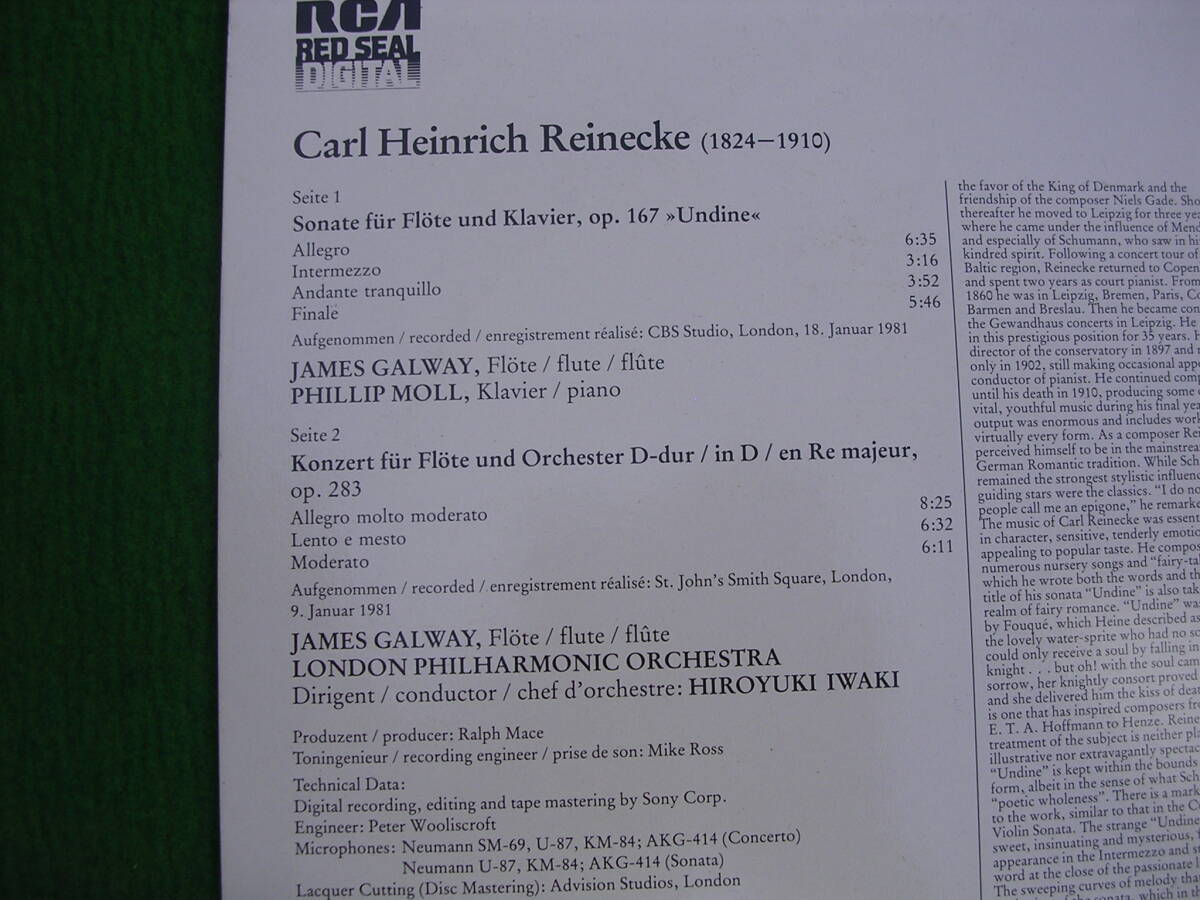 RCA
RED SEAL
DIGITAL
Carl Heinrich Reinecke (1824–1910)
Seite 1
Sonate für Flöte und Klavier, op. 167 »Undine«
Allegro 6:35
Intermezzo 3:16
Andante tranquillo 3:52
Finale 5:46
Aufgenommen / recorded / enregistrement réalisé: CBS Studio, London, 18. Januar 1981
JAMES GALWAY, Flöte / flute / flûte
PHILLIP MOLL, Klavier / piano
Seite 2
Konzert für Flöte und Orchester D-dur / in D / en Re majeur,
op. 283
Allegro molto moderato 8:25
Lento e mesto 6:32
Moderato 6:11
Aufgenommen / recorded / enregistrement réalisé: St. John's Smith Square, London,
9. Januar 1981
JAMES GALWAY, Flöte / flute / flûte
LONDON PHILHARMONIC ORCHESTRA
Dirigent / conductor / chef d'orchestre: HIROYUKI IWAKI
Produzent / producer: Ralph Mace
Toningenieur / recording engineer / prise de son: Mike Ross
Technical Data:
Digital recording, editing and tape mastering by Sony Corp.
Engineer: Peter Wooliscroft
Microphones: Neumann SM-69, U-87, KM-84; AKG-414 (Concerto)
Neumann U-87, KM-84; AKG-414 (Sonata)
Lacquer Cutting (Disc Mastering): Advision Studios, London
the favor of the King of Denmark and the
friendship of the composer Niels Gade.
thereafter he moved to Leipzig for three
where he came under the influence of
and especially of Schumann, who saw in
kindred spirit. Following a concert tour of
Baltic region, Reinecke returned to
and spent two years as court pianist. From
1860 he was in Leipzig, Bremen, Paris,
Barmen and Breslau. Then he became
the Gewandhaus concerts in Leipzig. He
in this prestigious position for 35 years.
director of the conservatory in 1897 and
only in 1902, still making occasional
conductor of pianist. He continued
until his death in 1910, producing some
vital, youthful music during his final
output was enormous and includes
virtually every form. As a composer
perceived himself to be in the
German Romantic tradition. While
remained the strongest stylistic
guiding stars were the classics. "I do
people call me an epigone," he
The music of Carl Reinecke was
in character, sensitive, tenderly
appealing to popular taste. He
numerous nursery songs and
which he wrote both the words and
title of his sonata "Undine" is also
realm of fairy romance. "Undine"
by Fouqué, which Heine described
the lovely water-sprite who had no
could only receive a soul by falling in
knight . . . but oh! with the soul
sorrow, her knightly consort proved
and she delivered him the kiss of
is one that has inspired composers
E. T. A. Hoffmann to Henze.
treatment of the subject is neither
illustrative nor extravagantly
"Undine" is kept within the bounds
form, albeit in the sense of what
"poetic wholeness". There is a
to the work, similar to that in the
Violin Sonata. The strange
sweet, insinuating and mysterious,
appearance in the Intermezzo and
word at the close of the passionate
The sweeping curves of melody